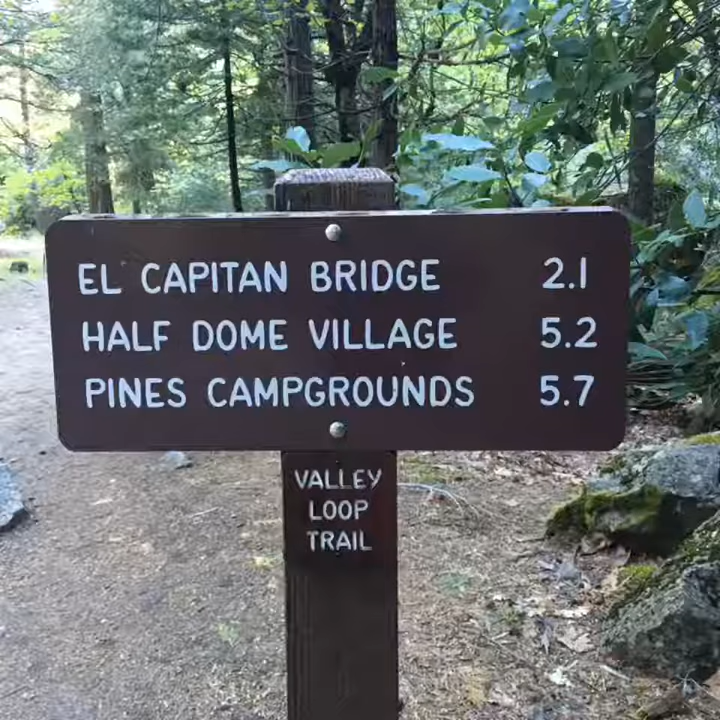 EL CAPITAN BRIDGE 2.1
HALF DOME VILLAGE 5.2
PINES CAMPGROUNDS 5.7
VALLEY
LOOP
TRAIL